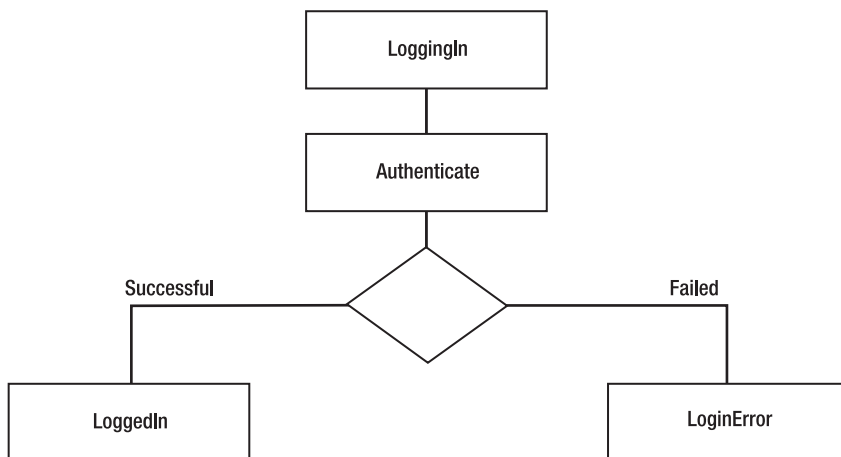 LoggingIn
Authenticate
Successful
Failed
LoggedIn
LoginError